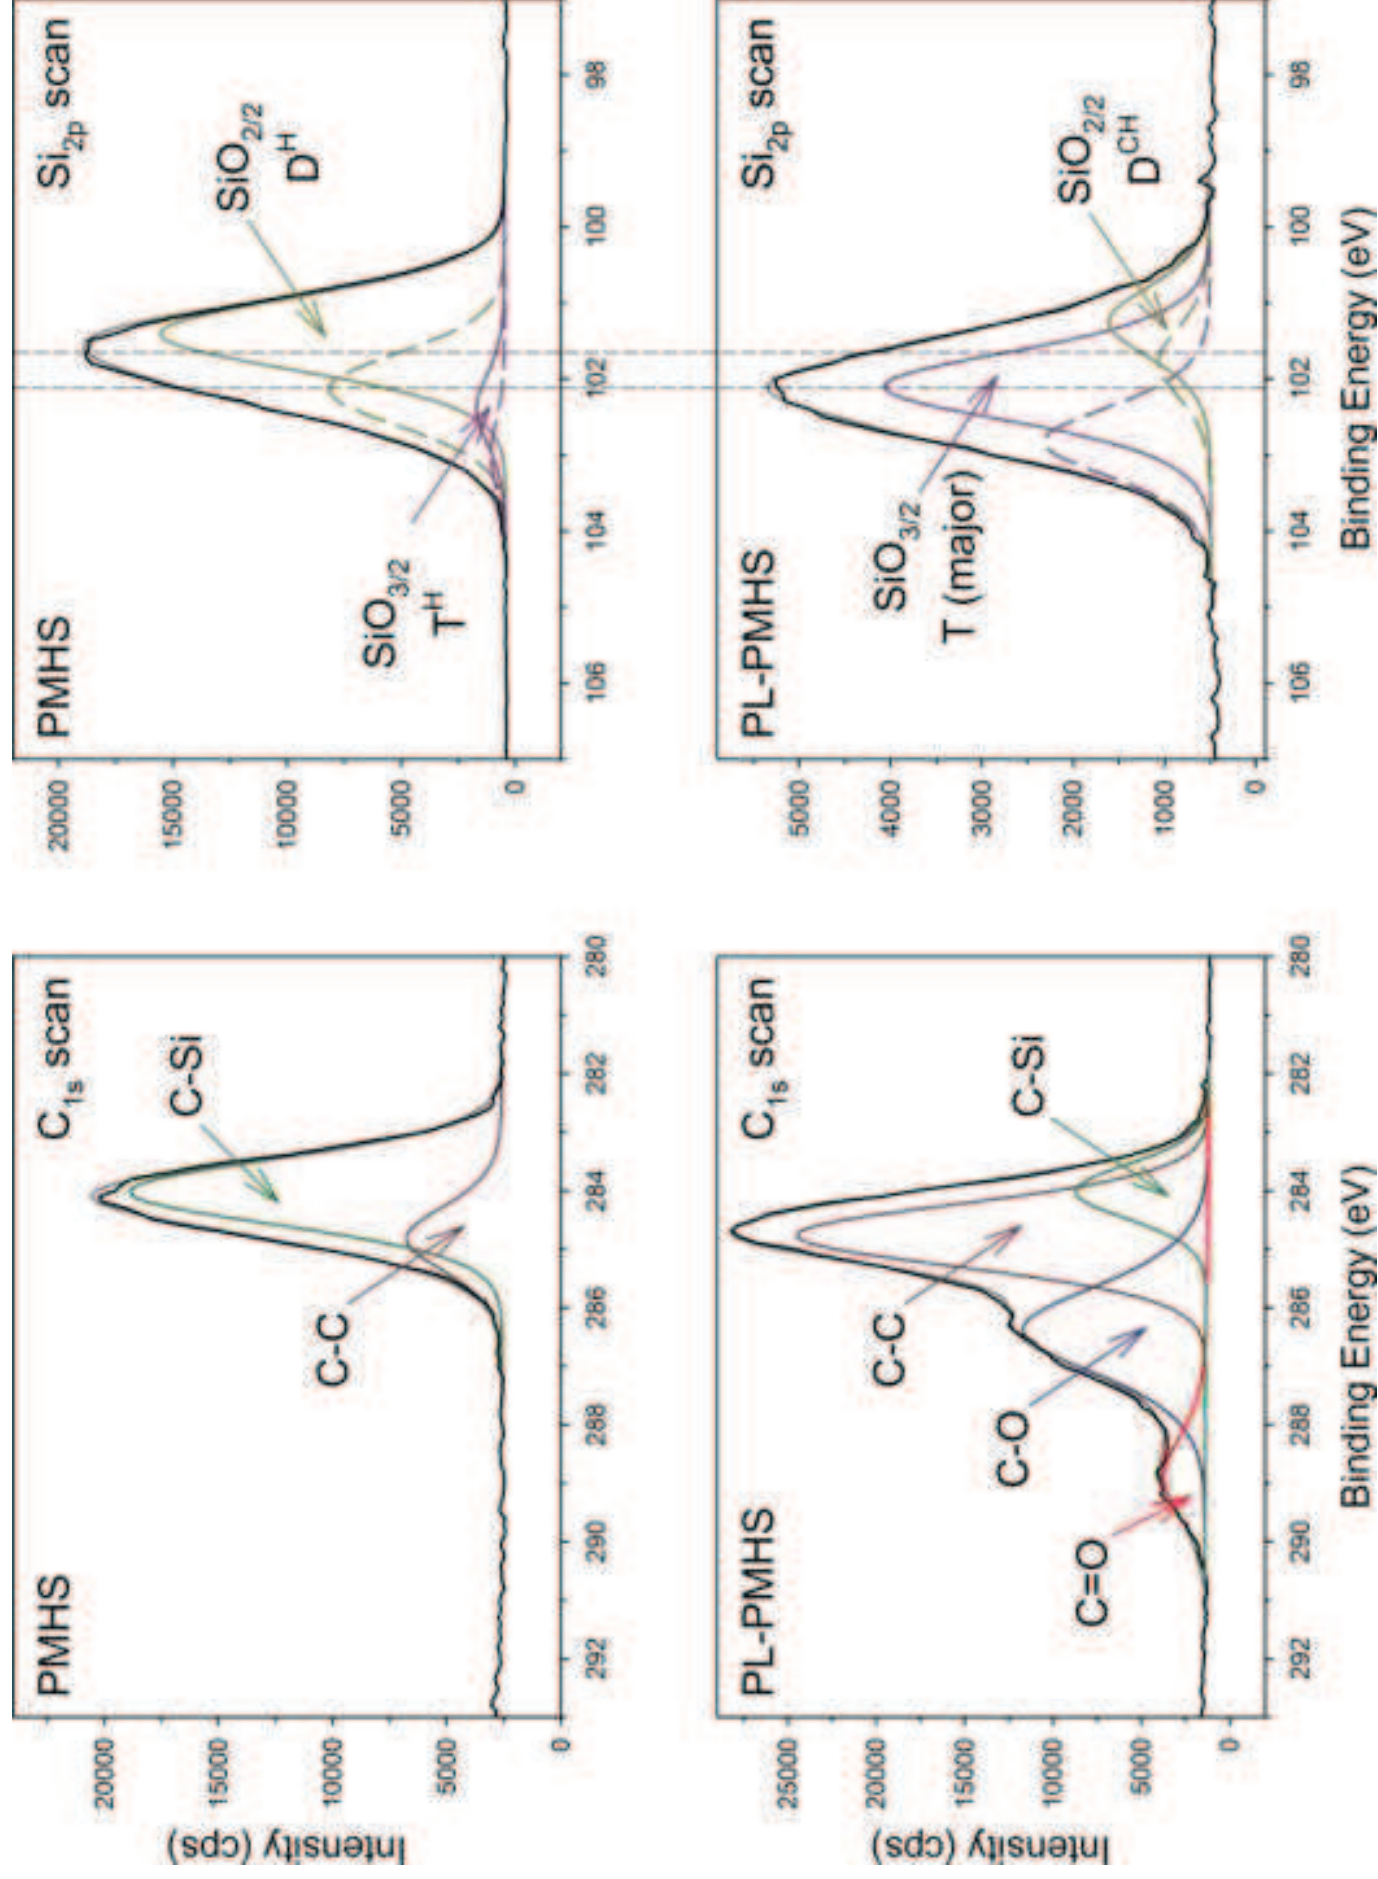 PMHS
C1s scan
C-Si
C-C
Intensity (cps)
20000
15000
10000
5000
0
292
290
288
286
284
282
280
PMHS
Si2p scan
SiO2/2
D^H
SiO3/2
T^H
20000
15000
10000
5000
0
106
104
102
100
98
PL-PMHS
C1s scan
C-Si
C-C
C-O
C=O
Intensity (cps)
25000
20000
15000
10000
5000
0
292
290
288
286
284
282
280
Binding Energy (eV)
PL-PMHS
Si2p scan
SiO3/2
T (major)
SiO2/2
D^CH
5000
4000
3000
2000
1000
0
106
104
102
100
98
Binding Energy (eV)